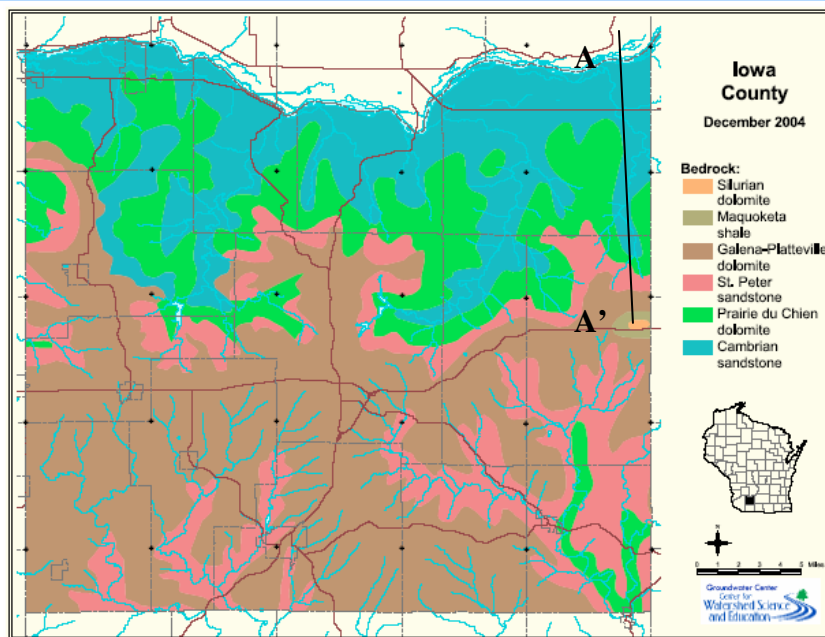 A
A'
Iowa
County
December 2004
Bedrock:
Silurian
dolomite
Maquoketa
shale
Galena-Platteville
dolomite
St. Peter
sandstone
Prairie du Chien
dolomite
Cambrian
sandstone
N
0 1 2 3 4 5 Miles
Groundwater Center
Center for
Watershed Science
and Education